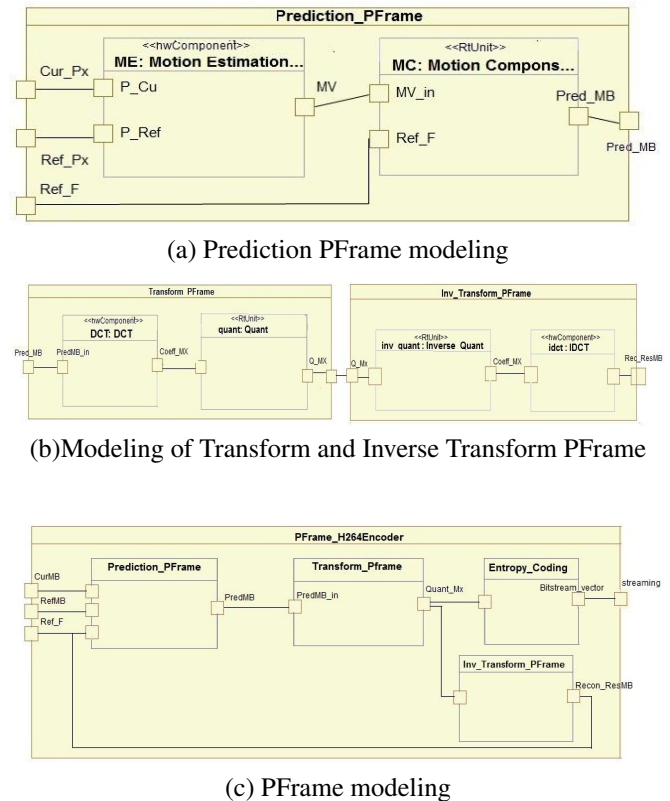 Prediction_PFrame
<<hwComponent>>
ME: Motion Estimation...
<<RtUnit>>
MC: Motion Compons...
Cur_Px
P_Cu
MV
MV_in
Pred_MB
P_Ref
Ref_F
Pred_MB
Ref_Px
Ref_F
(a) Prediction PFrame modeling
Transform PFrame
Inv_Transform_PFrame
<<hwComponent>>
DCT: DCT
<<RtUnit>>
quant: Quant
<<RtUnit>>
inv_quant : Inverse_Quant
<<hwComponent>>
idct : IDCT
Pred_MB
PredMB_in
Coeff_MX
Q_MX
Q_Mx
Coeff_MX
Rec_ResMB
(b)Modeling of Transform and Inverse Transform PFrame
PFrame_H264Encoder
Prediction_PFrame
Transform_Pframe
Entropy_Coding
CurMB
RefMB
Ref_F
PredMB
PredMB_in
Quant_Mx
Bitstream_vector
streaming
Inv_Transform_PFrame
Recon_ResMB
(c) PFrame modeling